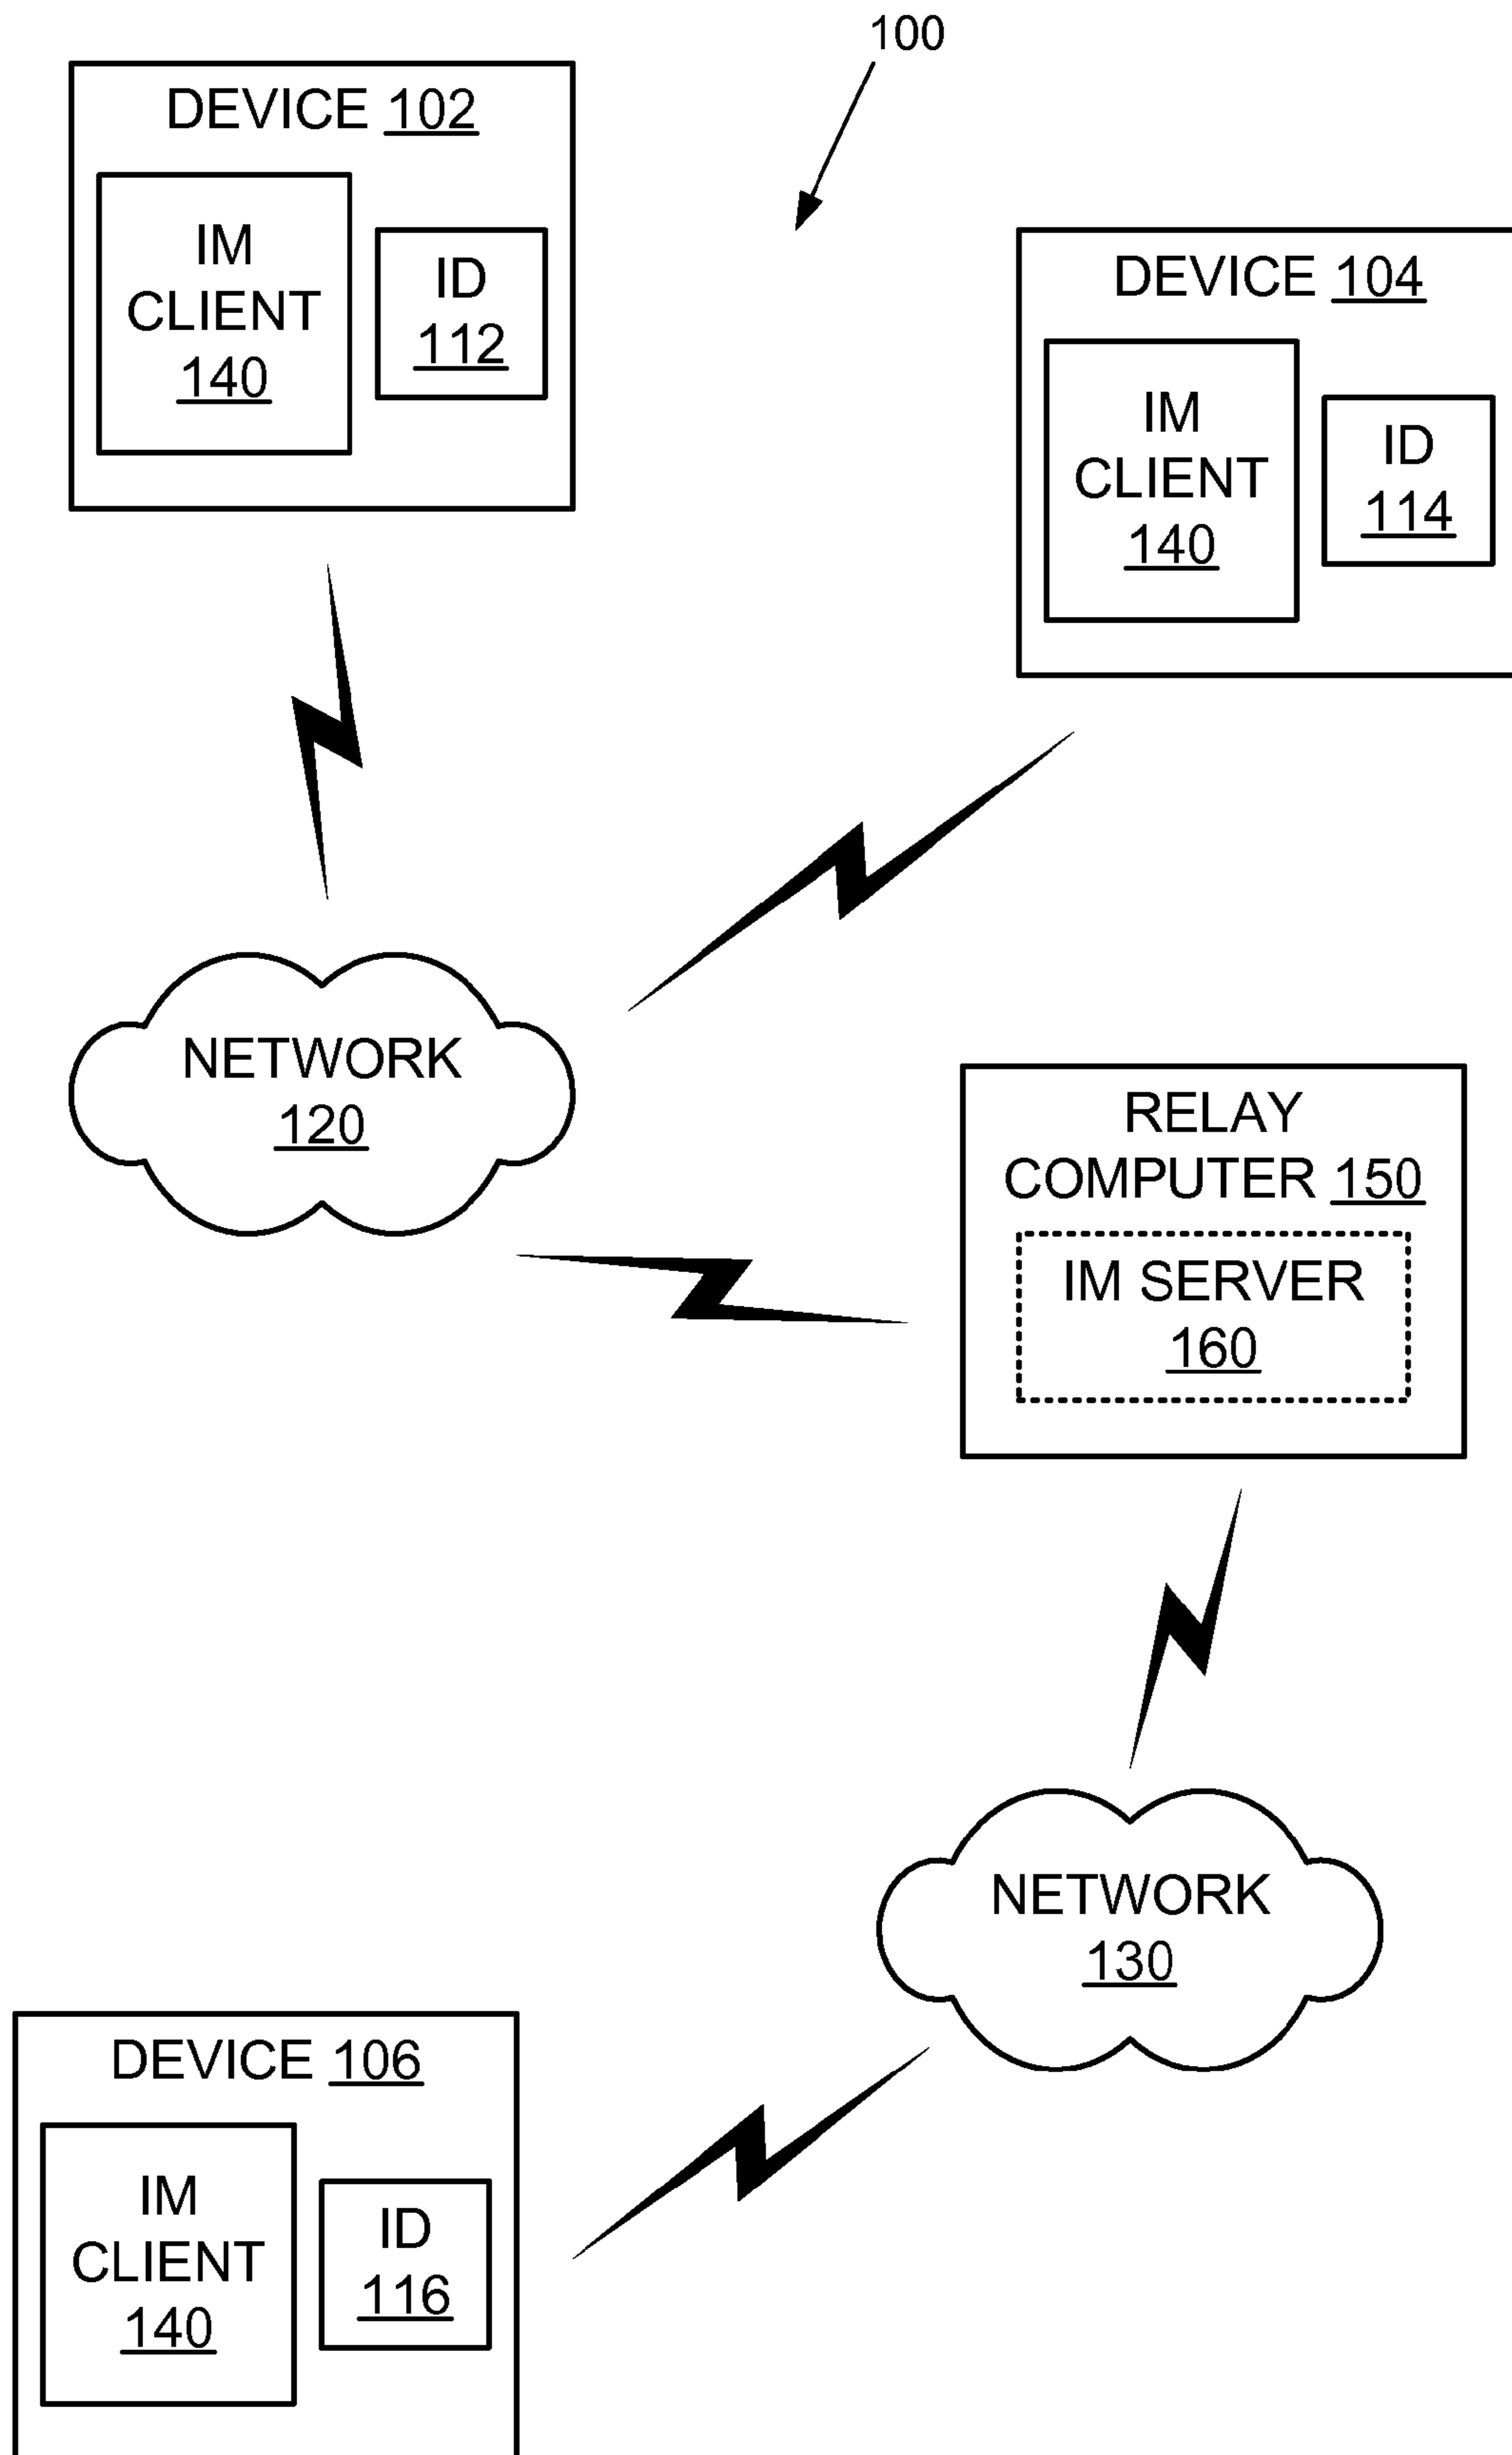 100
DEVICE 102
IM
CLIENT
140
ID
112
DEVICE 104
IM
CLIENT
140
ID
114
NETWORK
120
RELAY
COMPUTER 150
IM SERVER
160
NETWORK
130
DEVICE 106
IM
CLIENT
140
ID
116